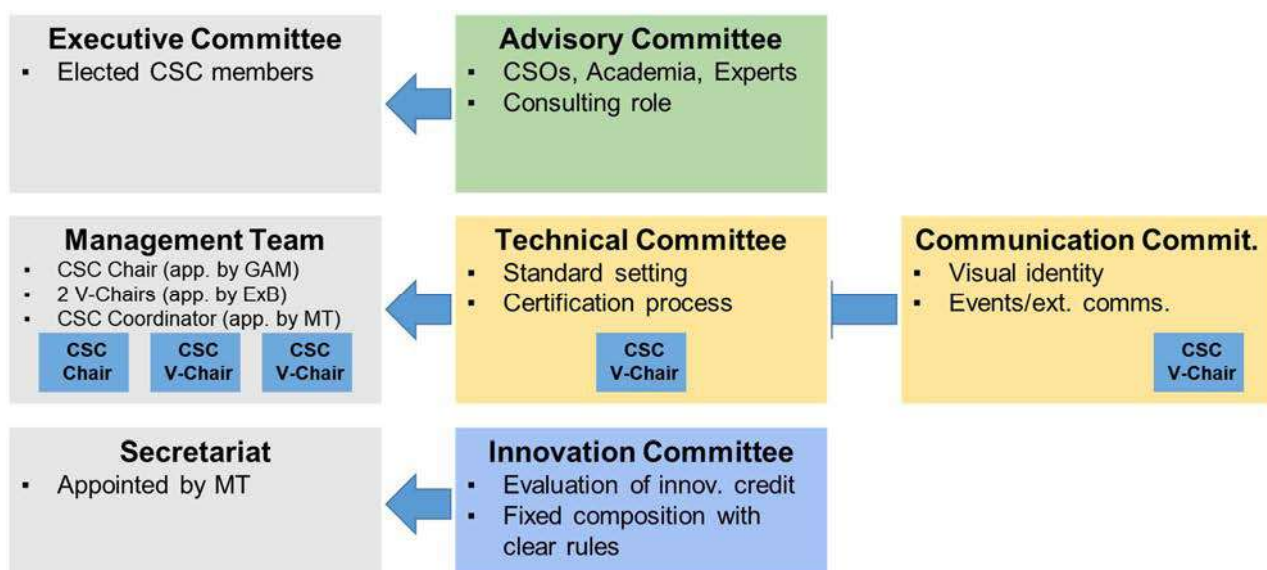 Executive Committee
▪ Elected CSC members
Advisory Committee
▪ CSOs, Academia, Experts
▪ Consulting role
Management Team
▪ CSC Chair (app. by GAM)
▪ 2 V-Chairs (app. by ExB)
▪ CSC Coordinator (app. by MT)
CSC
Chair
CSC
V-Chair
CSC
V-Chair
Technical Committee
▪ Standard setting
▪ Certification process
CSC
V-Chair
Communication Commit.
▪ Visual identity
▪ Events/ext. comms.
CSC
V-Chair
Secretariat
▪ Appointed by MT
Innovation Committee
▪ Evaluation of innov. credit
▪ Fixed composition with
clear rules